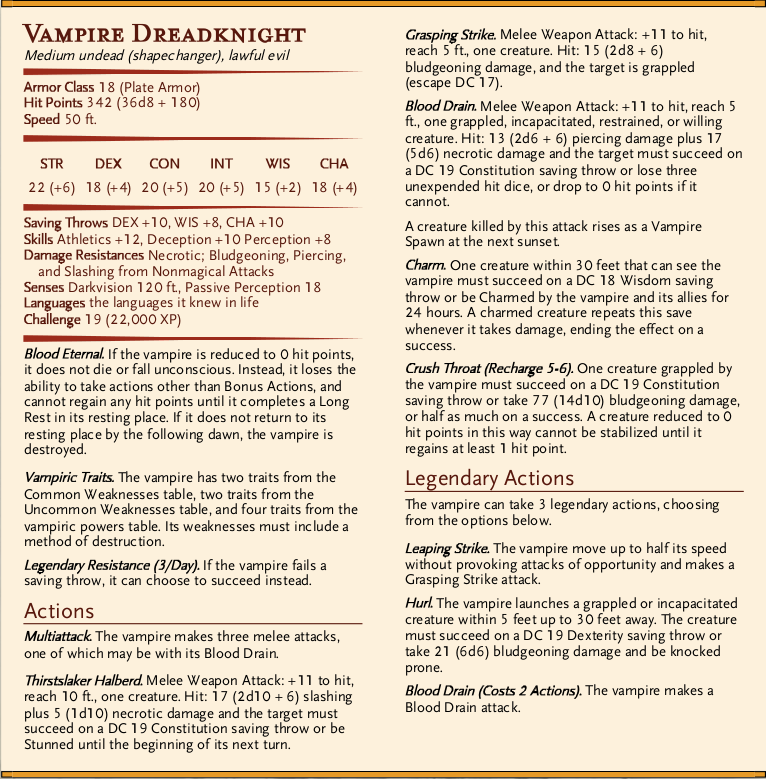 Vampire Dreadknight
Medium undead (shapechanger), lawful evil
Armor Class 18 (Plate Armor)
Hit Points 342 (36d8 + 180)
Speed 50 ft.
STR DEX CON INT WIS CHA
22 (+6) 18 (+4) 20 (+5) 20 (+5) 15 (+2) 18 (+4)
Saving Throws DEX +10, WIS +8, CHA +10
Skills Athletics +12, Deception +10 Perception +8
Damage Resistances Necrotic; Bludgeoning, Piercing,
and Slashing from Nonmagical Attacks
Senses Darkvision 120 ft., Passive Perception 18
Languages the languages it knew in life
Challenge 19 (22,000 XP)
Blood Eternal. If the vampire is reduced to 0 hit points,
it does not die or fall unconscious. Instead, it loses the
ability to take actions other than Bonus Actions, and
cannot regain any hit points until it completes a Long
Rest in its resting place. If it does not return to its
resting place by the following dawn, the vampire is
destroyed.
Vampiric Traits. The vampire has two traits from the
Common Weaknesses table, two traits from the
Uncommon Weaknesses table, and four traits from the
vampiric powers table. Its weaknesses must include a
method of destruction.
Legendary Resistance (3/Day). If the vampire fails a
saving throw, it can choose to succeed instead.
Actions
Multiattack. The vampire makes three melee attacks,
one of which may be with its Blood Drain.
Thirstslaker Halberd. Melee Weapon Attack: +11 to hit,
reach 10 ft., one creature. Hit: 17 (2d10 + 6) slashing
plus 5 (1d10) necrotic damage and the target must
succeed on a DC 19 Constitution saving throw or be
Stunned until the beginning of its next turn.
Grasping Strike. Melee Weapon Attack: +11 to hit,
reach 5 ft., one creature. Hit: 15 (2d8 + 6)
bludgeoning damage, and the target is grappled
(escape DC 17).
Blood Drain. Melee Weapon Attack: +11 to hit, reach 5
ft., one grappled, incapacitated, restrained, or willing
creature. Hit: 13 (2d6 + 6) piercing damage plus 17
(5d6) necrotic damage and the target must succeed on
a DC 19 Constitution saving throw or lose three
unexpended hit dice, or drop to 0 hit points if it
cannot.
A creature killed by this attack rises as a Vampire
Spawn at the next sunset.
Charm. One creature within 30 feet that can see the
vampire must succeed on a DC 18 Wisdom saving
throw or be Charmed by the vampire and its allies for
24 hours. A charmed creature repeats this save
whenever it takes damage, ending the effect on a
success.
Crush Throat (Recharge 5-6). One creature grappled by
the vampire must succeed on a DC 19 Constitution
saving throw or take 77 (14d10) bludgeoning damage,
or half as much on a success. A creature reduced to 0
hit points in this way cannot be stabilized until it
regains at least 1 hit point.
Legendary Actions
The vampire can take 3 legendary actions, choosing
from the options below.
Leaping Strike. The vampire move up to half its speed
without provoking attacks of opportunity and makes a
Grasping Strike attack.
Hurl. The vampire launches a grappled or incapacitated
creature within 5 feet up to 30 feet away. The creature
must succeed on a DC 19 Dexterity saving throw or
take 21 (6d6) bludgeoning damage and be knocked
prone.
Blood Drain (Costs 2 Actions). The vampire makes a
Blood Drain attack.